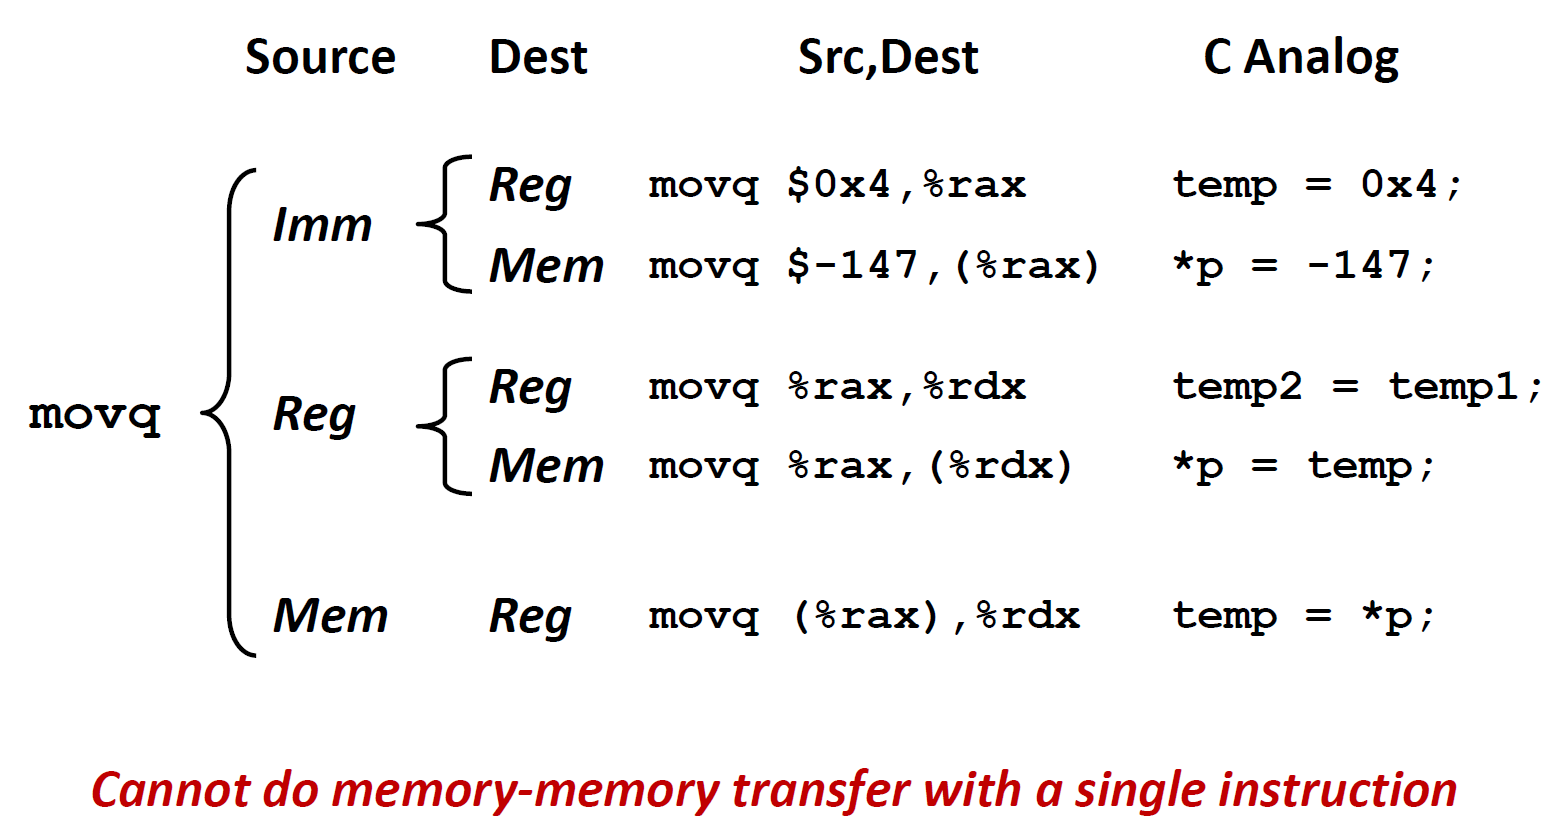 Source Dest Src,Dest C Analog
Reg movq $0x4,%rax temp = 0x4;
Imm
Mem movq $-147,(%rax) *p = -147;
Reg movq %rax,%rdx temp2 = temp1;
movq Reg
Mem movq %rax,(%rdx) *p = temp;
Mem Reg movq (%rax),%rdx temp = *p;
Cannot do memory-memory transfer with a single instruction